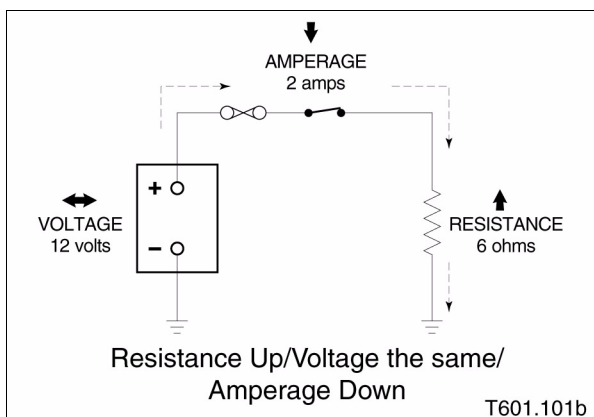 AMPERAGE
2 amps
+
VOLTAGE
12 volts
−
RESISTANCE
6 ohms
Resistance Up/Voltage the same/
Amperage Down
T601.101b